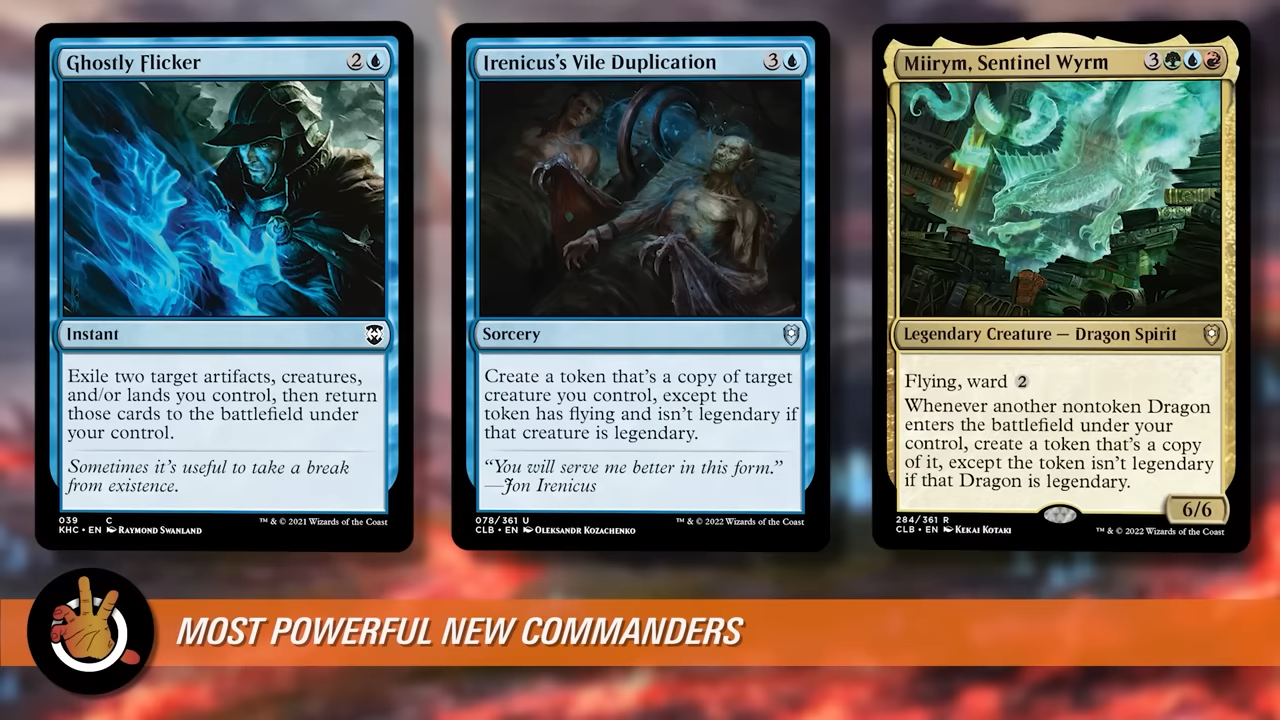 Ghostly Flicker 2
Instant
Exile two target artifacts, creatures,
and/or lands you control, then return
those cards to the battlefield under
your control.
Sometimes it's useful to take a break
from existence.
039 C
KHC • EN Raymond Swanland
™ & © 2021 Wizards of the Coast
Irenicus's Vile Duplication 3
Sorcery
Create a token that's a copy of target
creature you control, except the
token has flying and isn't legendary if
that creature is legendary.
“You will serve me better in this form.”
—Jon Irenicus
078/361 U
CLB • EN Oleksandr Kozachenko
™ & © 2022 Wizards of the Coast
Miirym, Sentinel Wyrm 3
Legendary Creature — Dragon Spirit
Flying, ward 2
Whenever another nontoken Dragon
enters the battlefield under your
control, create a token that's a copy
of it, except the token isn't legendary
if that Dragon is legendary.
6/6
284/361 R
CLB • EN Kekai Kotaki
™ & © 2022 Wizards of the Coast
MOST POWERFUL NEW COMMANDERS